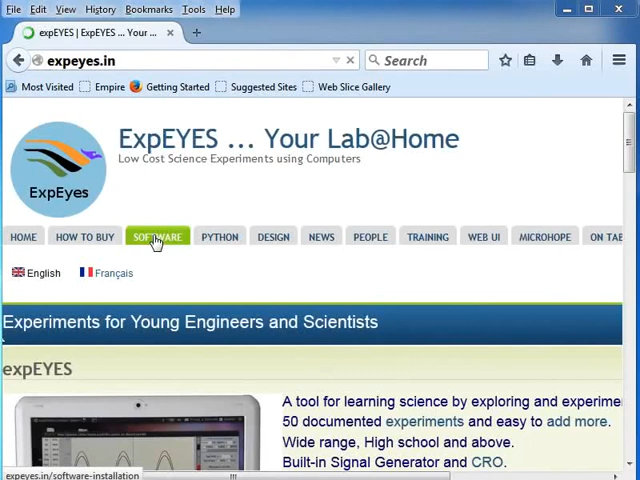 File Edit View History Bookmarks Tools Help
expEYES | ExpEYES ... Your ...
expeyes.in
Search
Most Visited Empire Getting Started Suggested Sites Web Slice Gallery
ExpEYES ... Your Lab@Home
Low Cost Science Experiments using Computers
ExpEyes
HOME HOW TO BUY SOFTWARE PYTHON DESIGN NEWS PEOPLE TRAINING WEB UI MICROHOPE ON TAB
English Français
Experiments for Young Engineers and Scientists
expEYES
A tool for learning science by exploring and experime
50 documented experiments and easy to add more.
Wide range, High school and above.
Built-in Signal Generator and CRO.
expeyes.in/software-installation